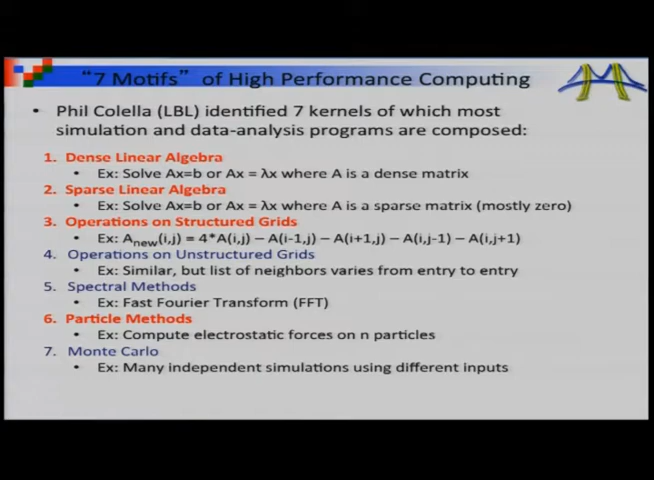 “7 Motifs” of High Performance Computing
• Phil Colella (LBL) identified 7 kernels of which most
simulation and data-analysis programs are composed:
1. Dense Linear Algebra
• Ex: Solve Ax=b or Ax = λx where A is a dense matrix
2. Sparse Linear Algebra
• Ex: Solve Ax=b or Ax = λx where A is a sparse matrix (mostly zero)
3. Operations on Structured Grids
• Ex: Anew(i,j) = 4*A(i,j) – A(i-1,j) – A(i+1,j) – A(i,j-1) – A(i,j+1)
4. Operations on Unstructured Grids
• Ex: Similar, but list of neighbors varies from entry to entry
5. Spectral Methods
• Ex: Fast Fourier Transform (FFT)
6. Particle Methods
• Ex: Compute electrostatic forces on n particles
7. Monte Carlo
• Ex: Many independent simulations using different inputs